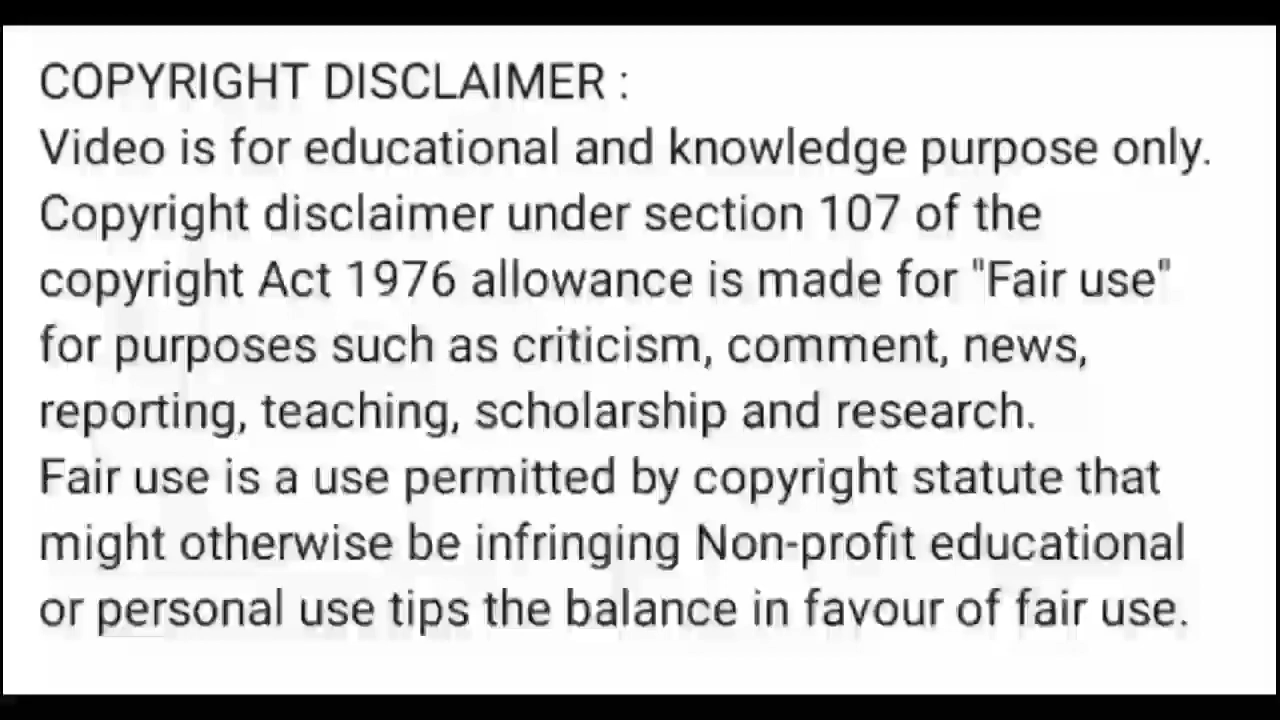 COPYRIGHT DISCLAIMER :
Video is for educational and knowledge purpose only.
Copyright disclaimer under section 107 of the
copyright Act 1976 allowance is made for "Fair use"
for purposes such as criticism, comment, news,
reporting, teaching, scholarship and research.
Fair use is a use permitted by copyright statute that
might otherwise be infringing Non-profit educational
or personal use tips the balance in favour of fair use.